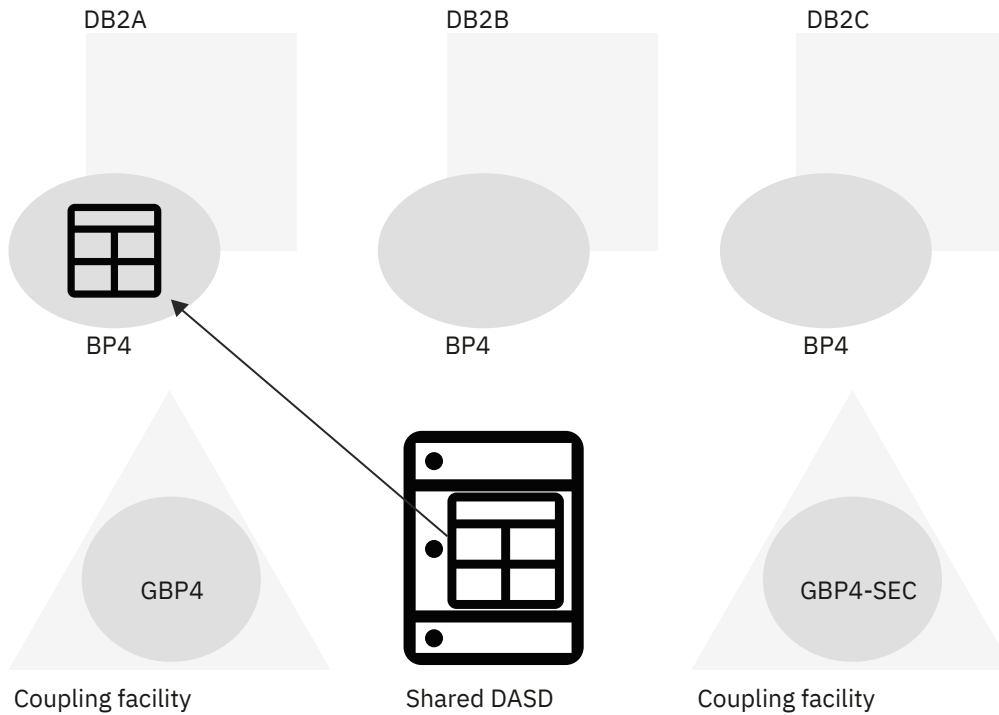 DB2A
DB2B
DB2C
BP4
BP4
BP4
GBP4
GBP4-SEC
Coupling facility
Shared DASD
Coupling facility